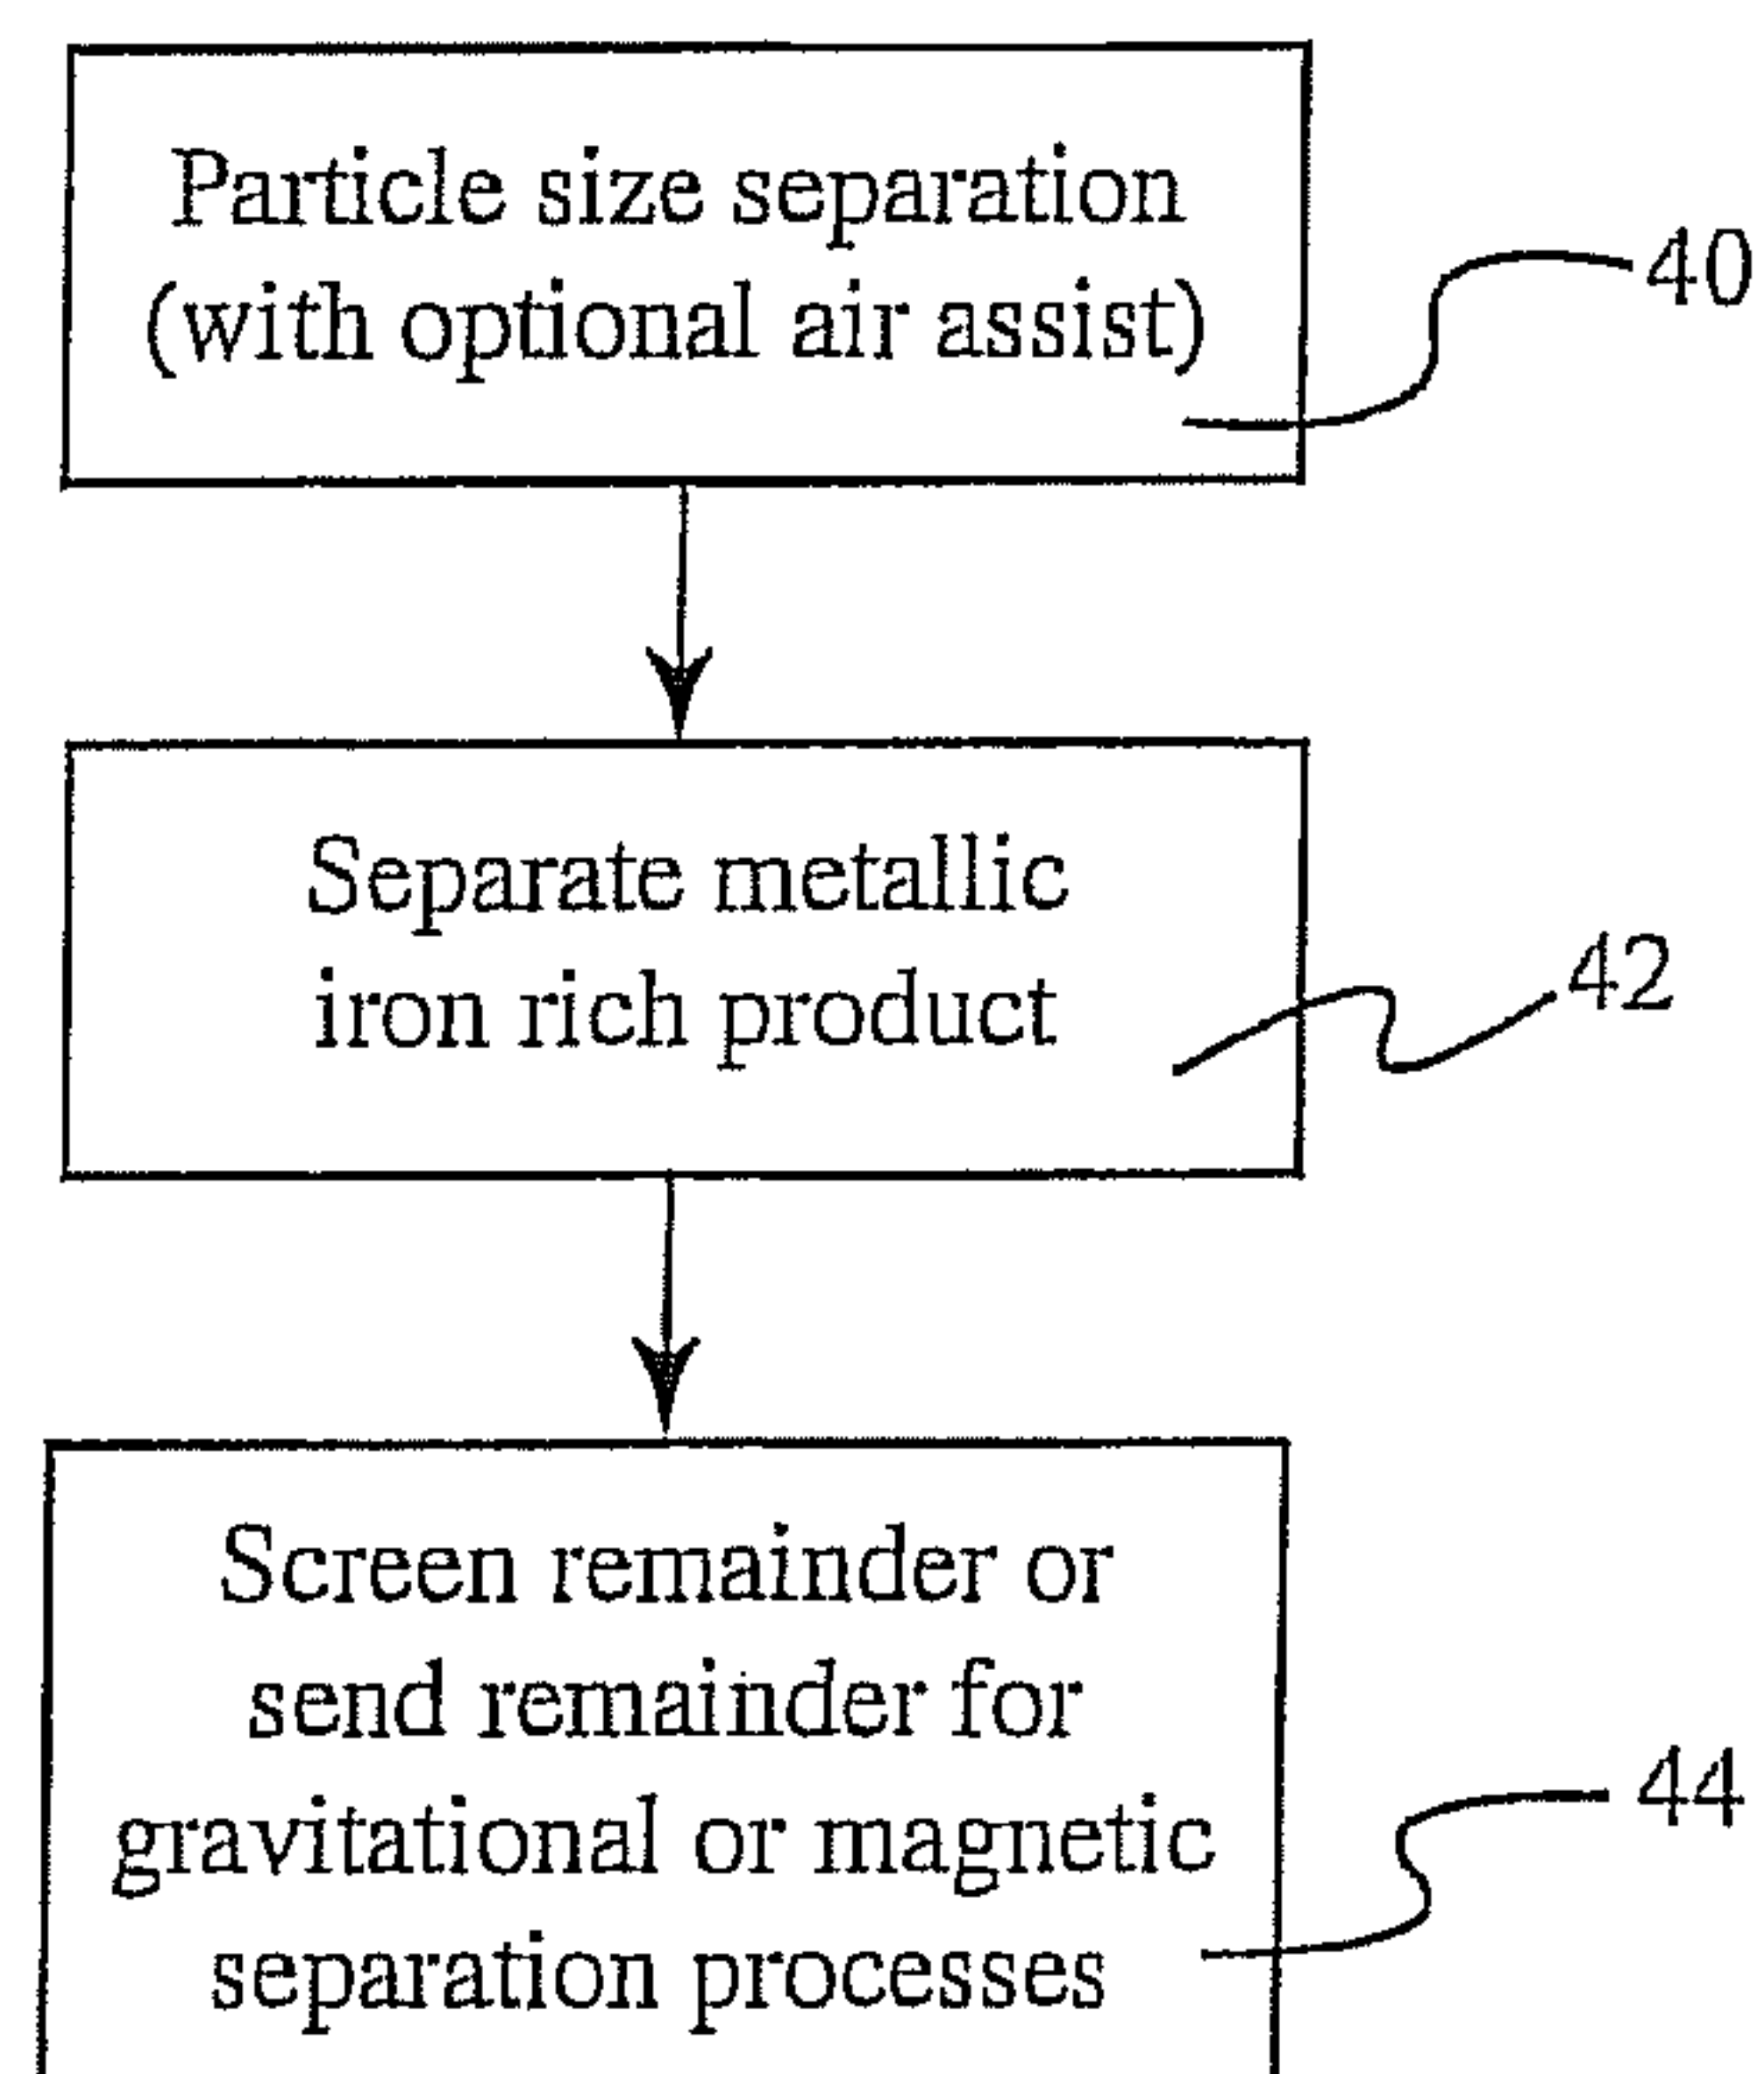 Particle size separation
(with optional air assist)
40
Separate metallic
iron rich product
42
Screen remainder or
send remainder for
gravitational or magnetic
separation processes
44